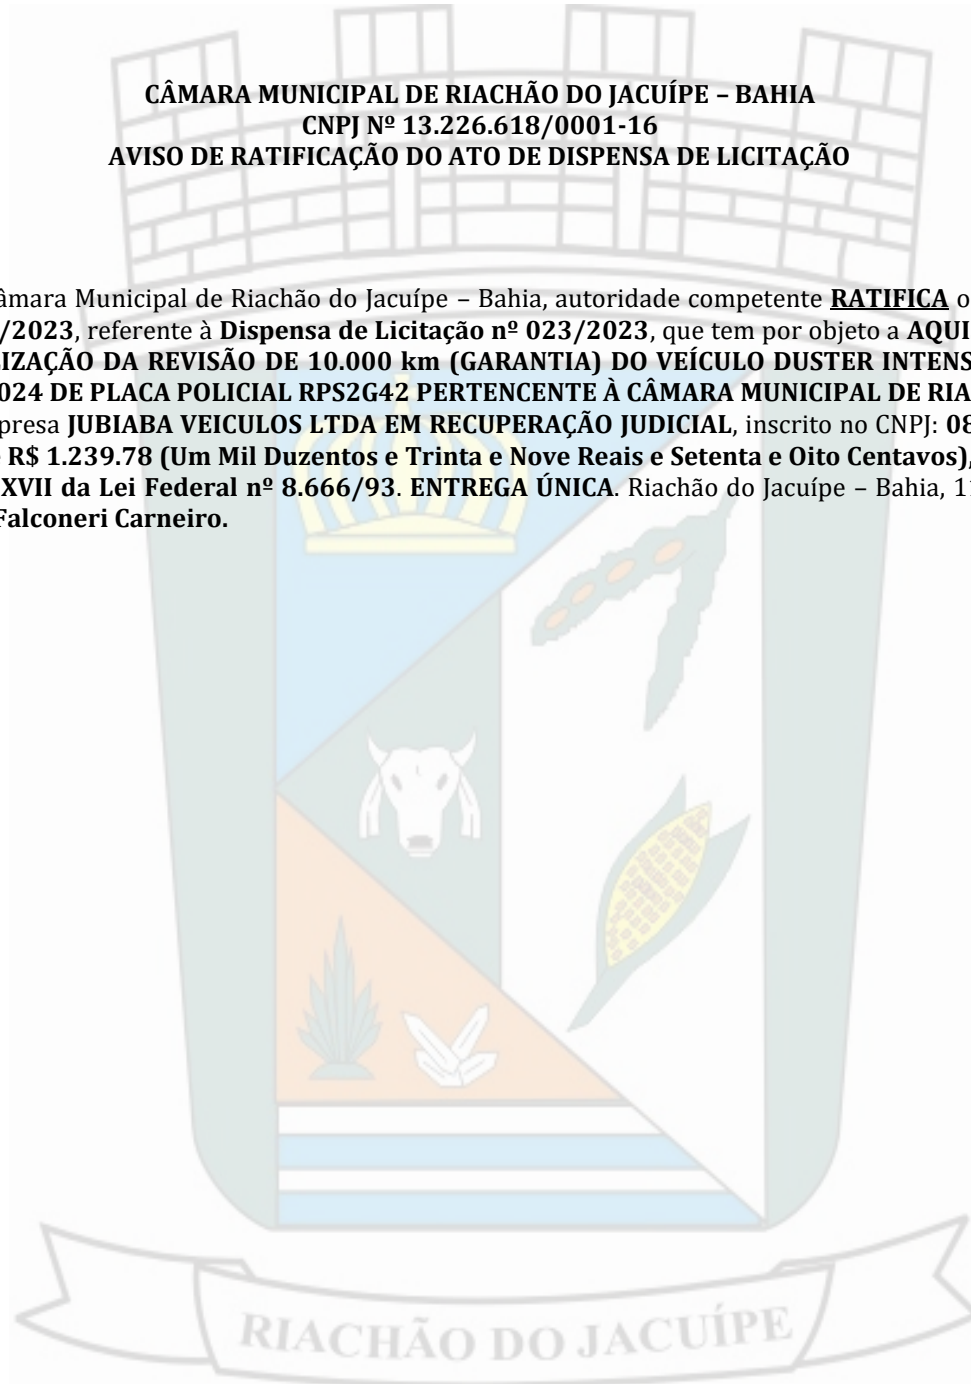 CÂMARA MUNICIPAL DE RIACHÃO DO JACUÍPE – BAHIA
CNPJ Nº 13.226.618/0001-16
AVISO DE RATIFICAÇÃO DO ATO DE DISPENSA DE LICITAÇÃO
âmara Municipal de Riachão do Jacuípe – Bahia, autoridade competente RATIFICA o
/2023, referente à Dispensa de Licitação nº 023/2023, que tem por objeto a AQUI
LIZAÇÃO DA REVISÃO DE 10.000 km (GARANTIA) DO VEÍCULO DUSTER INTENS
024 DE PLACA POLICIAL RPS2G42 PERTENCENTE À CÂMARA MUNICIPAL DE RIA
presa JUBIABA VEICULOS LTDA EM RECUPERAÇÃO JUDICIAL, inscrito no CNPJ: 08
R$ 1.239.78 (Um Mil Duzentos e Trinta e Nove Reais e Setenta e Oito Centavos),
XVII da Lei Federal nº 8.666/93. ENTREGA ÚNICA. Riachão do Jacuípe – Bahia, 1
Falconeri Carneiro.
RIACHÃO DO JACUÍPE